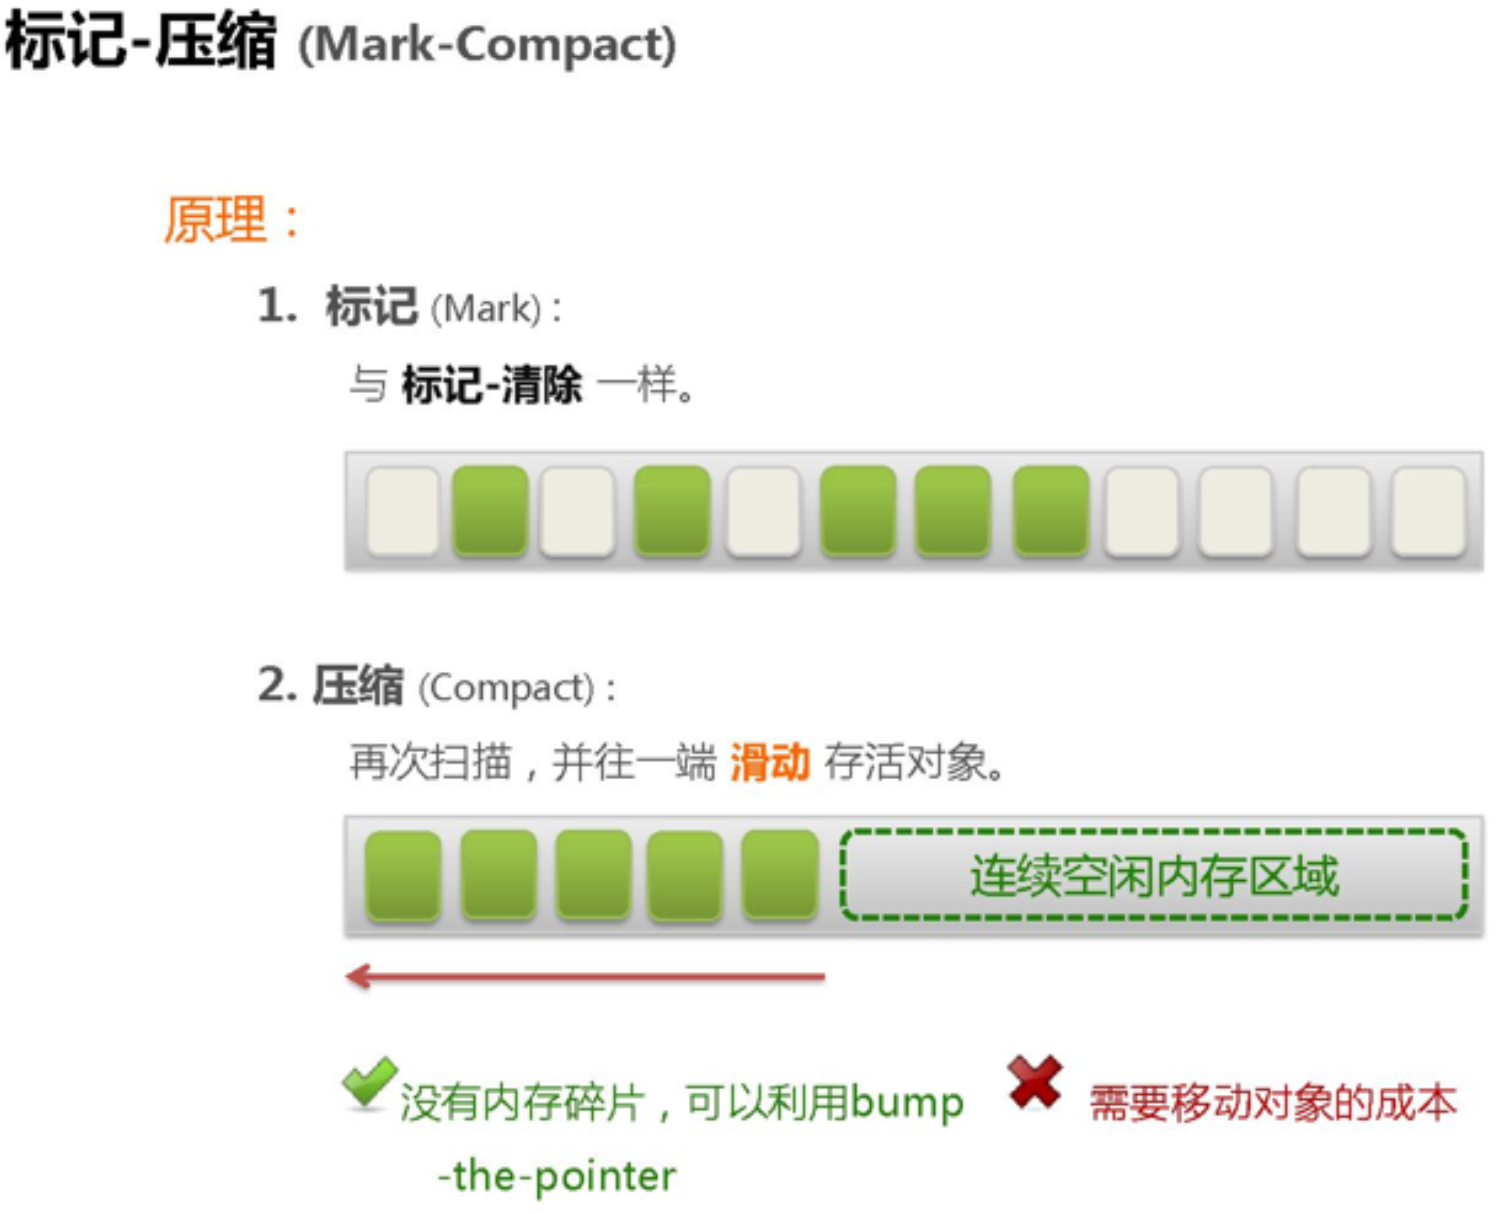 标记-压缩 (Mark-Compact)
原理：
1. 标记 (Mark)：
与 标记-清除 一样。
2. 压缩 (Compact)：
再次扫描，并往一端 滑动 存活对象。
连续空闲内存区域
没有内存碎片，可以利用bump
-the-pointer
需要移动对象的成本